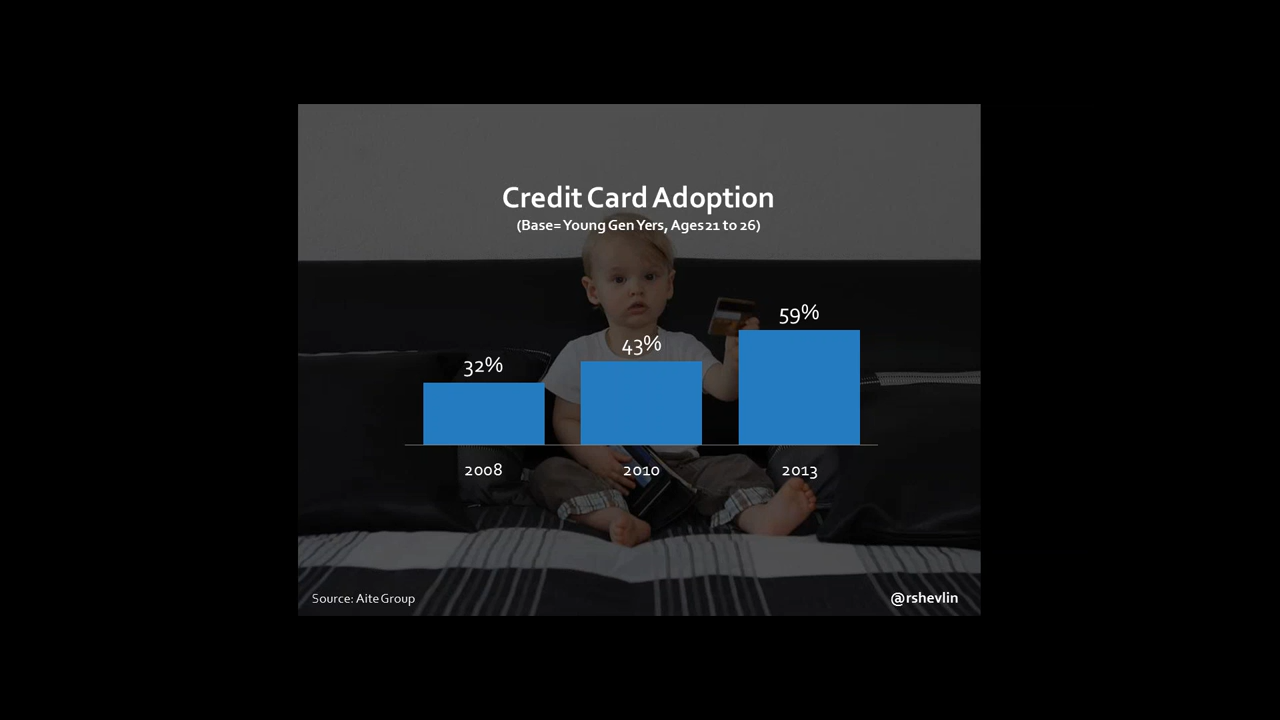 Credit Card Adoption
(Base= Young Gen Yers, Ages 21 to 26)
59%
43%
32%
2008
2010
2013
Source: Aite Group
@rshevlin